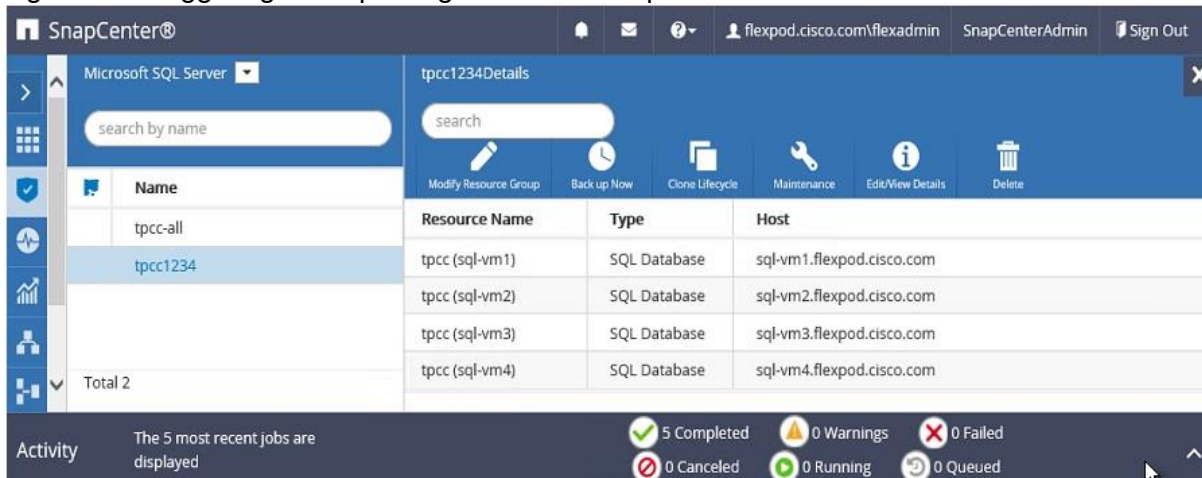 SnapCenter®
flexpod.cisco.com\flexadmin SnapCenterAdmin Sign Out
Microsoft SQL Server
search by name
Name
tpcc-all
tpcc1234
Total 2
tpcc1234Details
search
Modify Resource Group Back up Now Clone Lifecycle Maintenance Edit/View Details Delete
Resource Name Type Host
tpcc (sql-vm1) SQL Database sql-vm1.flexpod.cisco.com
tpcc (sql-vm2) SQL Database sql-vm2.flexpod.cisco.com
tpcc (sql-vm3) SQL Database sql-vm3.flexpod.cisco.com
tpcc (sql-vm4) SQL Database sql-vm4.flexpod.cisco.com
Activity
The 5 most recent jobs are
displayed
5 Completed 0 Warnings 0 Failed
0 Canceled 0 Running 0 Queued